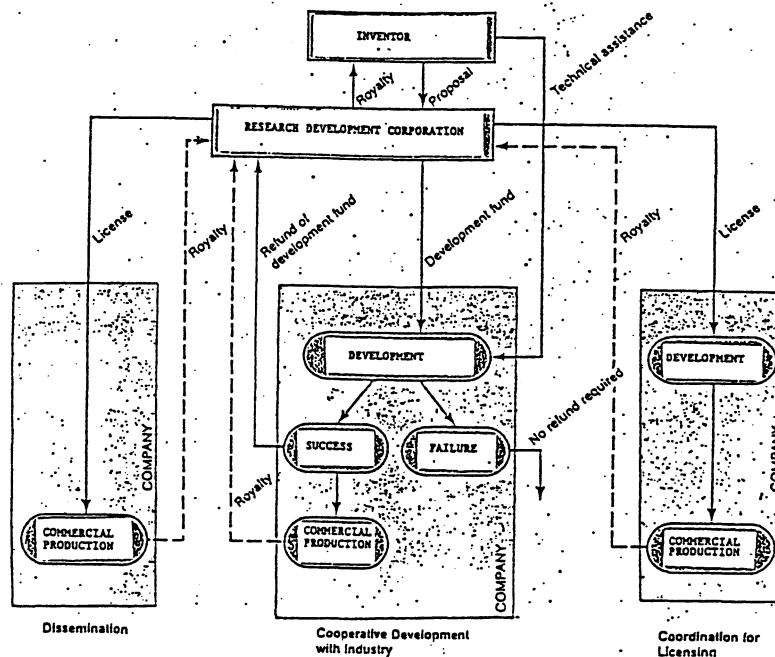 INVENTOR
Technical assistance
Royalty
Proposal
RESEARCH DEVELOPMENT CORPORATION
License
Royalty
Refund of
development fund
Development fund
Royalty
License
DEVELOPMENT
DEVELOPMENT
No refund required
SUCCESS
FAILURE
COMPANY
COMPANY
Royalty
COMMERCIAL
PRODUCTION
COMMERCIAL
PRODUCTION
COMPANY
COMMERCIAL
PRODUCTION
Dissemination
Cooperative Development
with Industry
Coordination for
Licensing